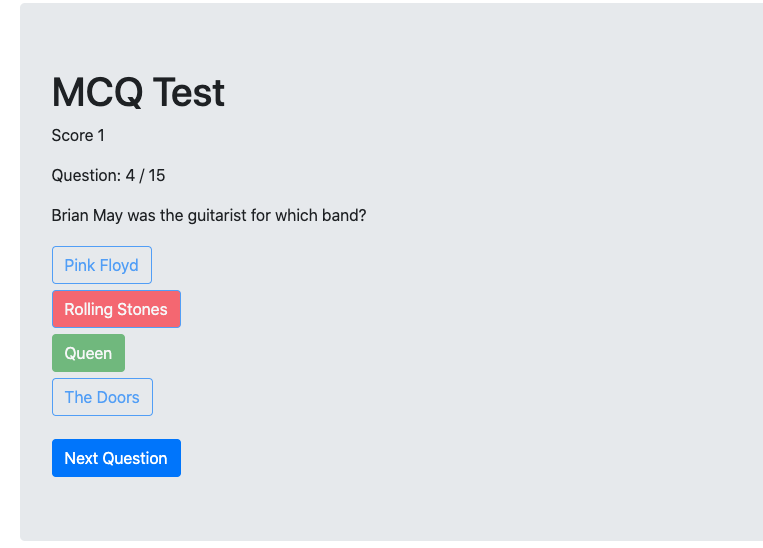 MCQ Test
Score 1
Question: 4 / 15
Brian May was the guitarist for which band?
Pink Floyd
Rolling Stones
Queen
The Doors
Next Question